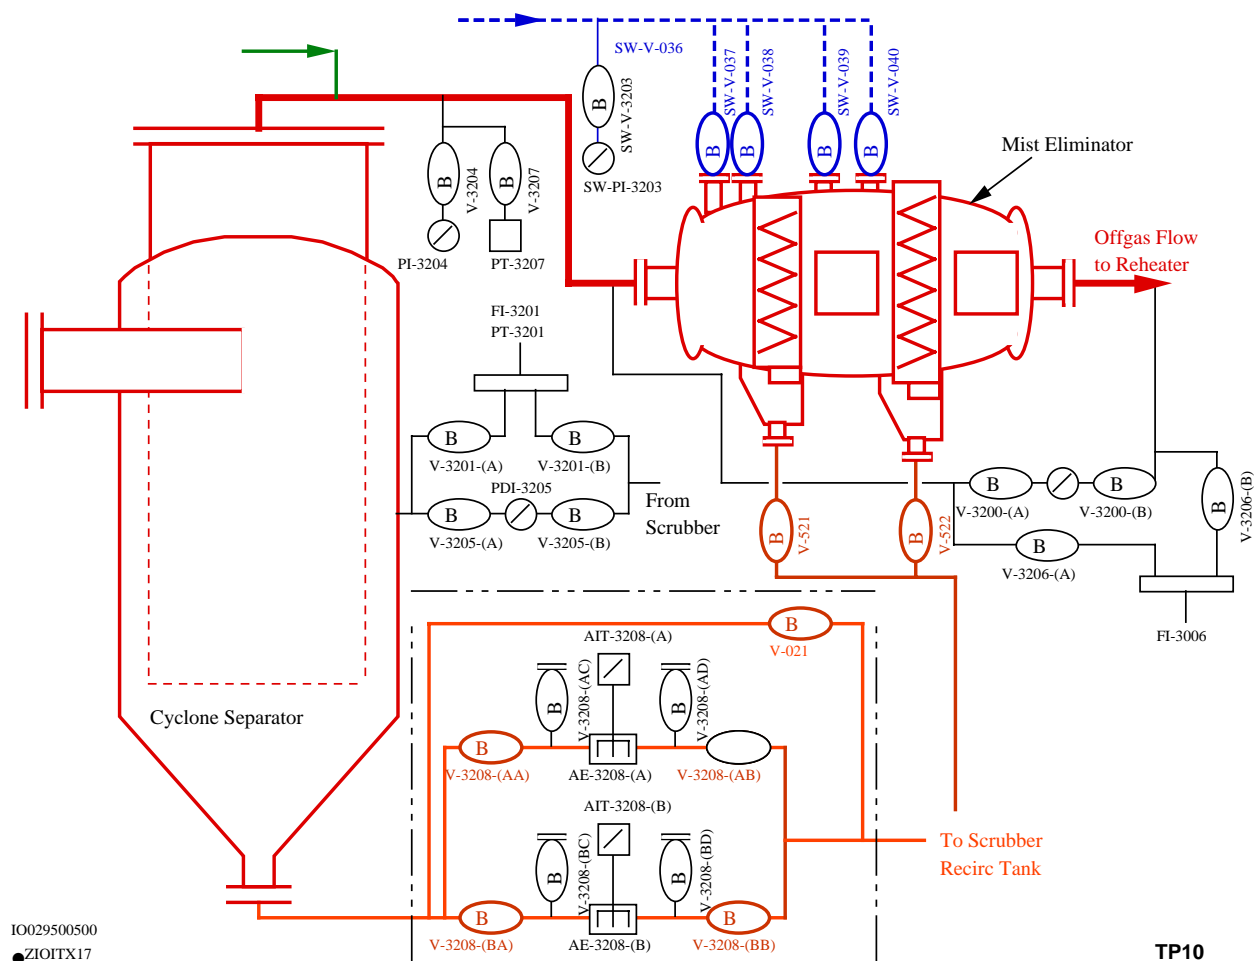 SW-V-036
SW-V-037
SW-V-038
SW-V-039
SW-V-040
B
SW-V-3203
B
B
B
B
Mist Eliminator
B
V-3204
B
V-3207
SW-PI-3203
PI-3204
PT-3207
Offgas Flow
to Reheater
FI-3201
PT-3201
B
B
V-3201-(A)
V-3201-(B)
PDI-3205
From
Scrubber
B
B
V-3205-(A)
V-3205-(B)
B
B
V-3200-(A)
V-3200-(B)
B
V-3206-(B)
B
V-521
B
V-522
B
V-3206-(A)
FI-3006
B
V-021
AIT-3208-(A)
B
V-3208-(AC)
B
V-3208-(AD)
Cyclone Separator
B
V-3208-(AA)
AE-3208-(A)
V-3208-(AB)
AIT-3208-(B)
B
V-3208-(BC)
B
V-3208-(BD)
To Scrubber
Recirc Tank
B
B
V-3208-(BA)
AE-3208-(B)
V-3208-(BB)
IO029500500
ZIOITX17
TP10